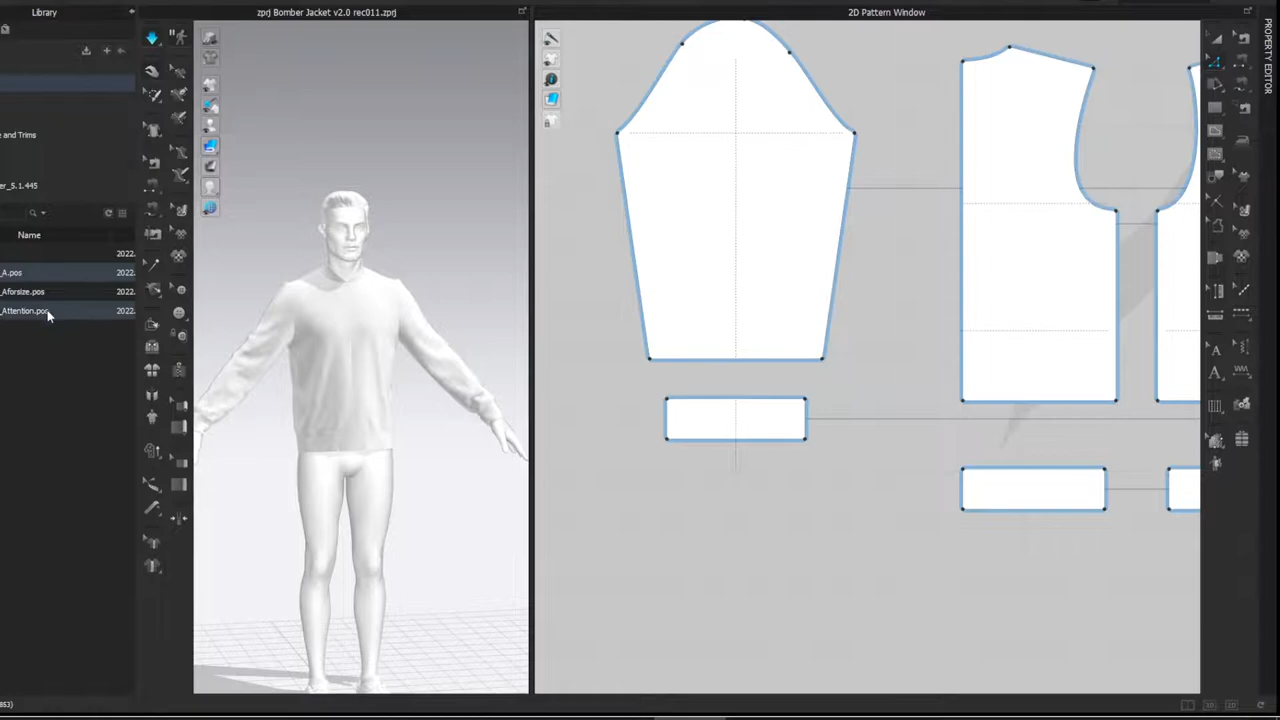 Library
zprj Bomber Jacket v2.0 rec011.zprj
2D Pattern Window
PROPERTY EDITOR
e and Trims
er_5.1.445
Name
2022.
_A.pos 2022.
_Aforsize.pos 2022.
_Attention.pos 2022.
853)